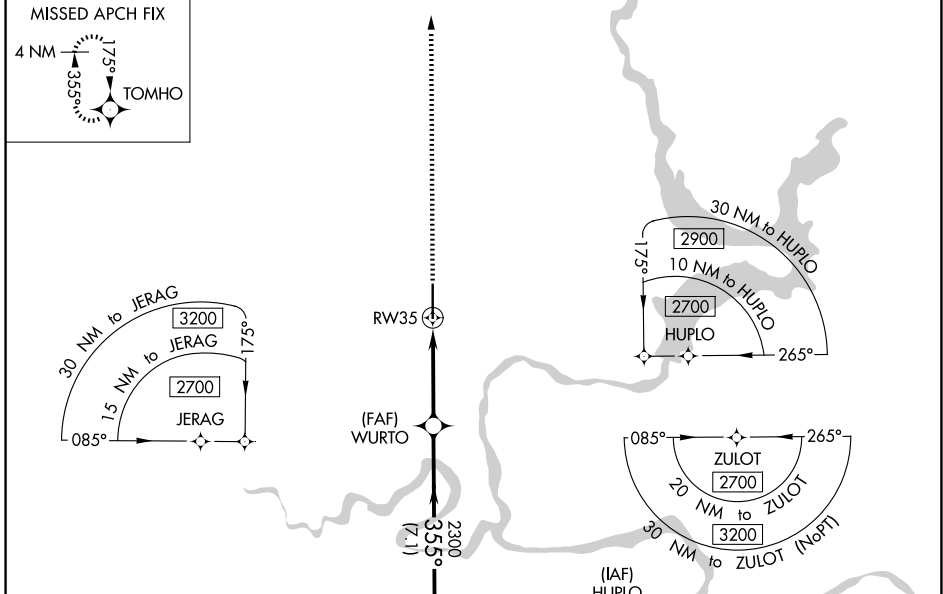 MISSED APCH FIX
4 NM
175°
355°
TOMHO
30 NM to JERAG
3200
175°
15 NM to JERAG
2700
JERAG
085°
RW35
(FAF)
WURTO
2300
355°
(7.1)
30 NM to HUPLO
2900
175°
10 NM to HUPLO
2700
HUPLO
265°
085°
265°
ZULOT
2700
20 NM to ZULOT
3200
30 NM to ZULOT (NoPT)
(IAF)
HUPLO